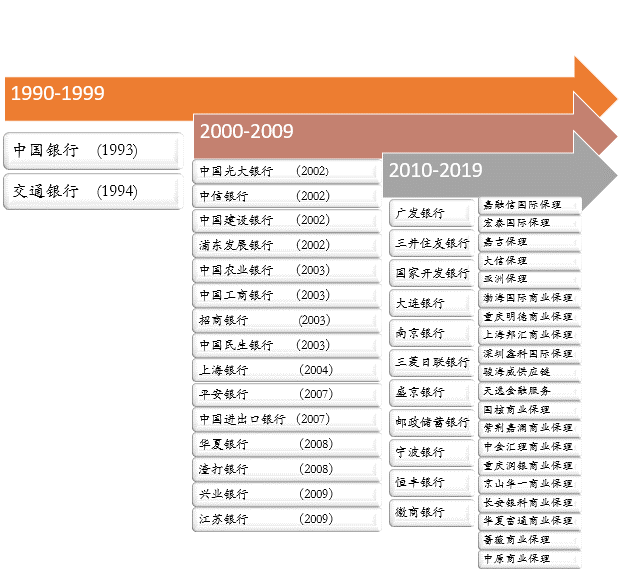 1990-1999
中国银行 (1993)
交通银行 (1994)
2000-2009
中国光大银行 (2002)
中信银行 (2002)
中国建设银行 (2002)
浦东发展银行 (2002)
中国农业银行 (2003)
中国工商银行 (2003)
招商银行 (2003)
中国民生银行 (2003)
上海银行 (2004)
平安银行 (2007)
中国进出口银行 (2007)
华夏银行 (2008)
渣打银行 (2008)
兴业银行 (2009)
江苏银行 (2009)
2010-2019
广发银行
三井住友银行
国家开发银行
大连银行
南京银行
三菱日联银行
盛京银行
邮政储蓄银行
宁波银行
恒丰银行
徽商银行
嘉融信国际保理
宏泰国际保理
嘉吉保理
大信保理
亚洲保理
渤海国际商业保理
重庆明德商业保理
上海邦汇商业保理
深圳鑫科国际保理
骏海威供应链
天逸金融服务
国核商业保理
紫荆嘉澜商业保理
中金汇理商业保理
重庆润银商业保理
京山华一商业保理
长安银科商业保理
华夏富通商业保理
蔷薇商业保理
中原商业保理